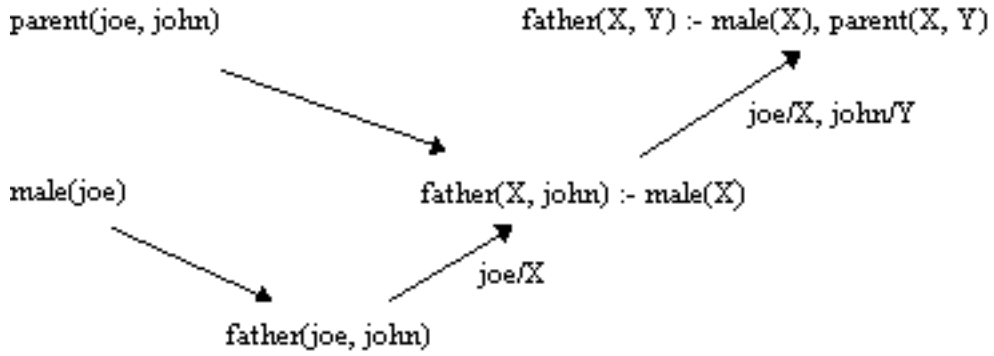 parent(joe, john)
father(X, Y) :- male(X), parent(X, Y)
joe/X, john/Y
male(joe)
father(X, john) :- male(X)
joe/X
father(joe, john)